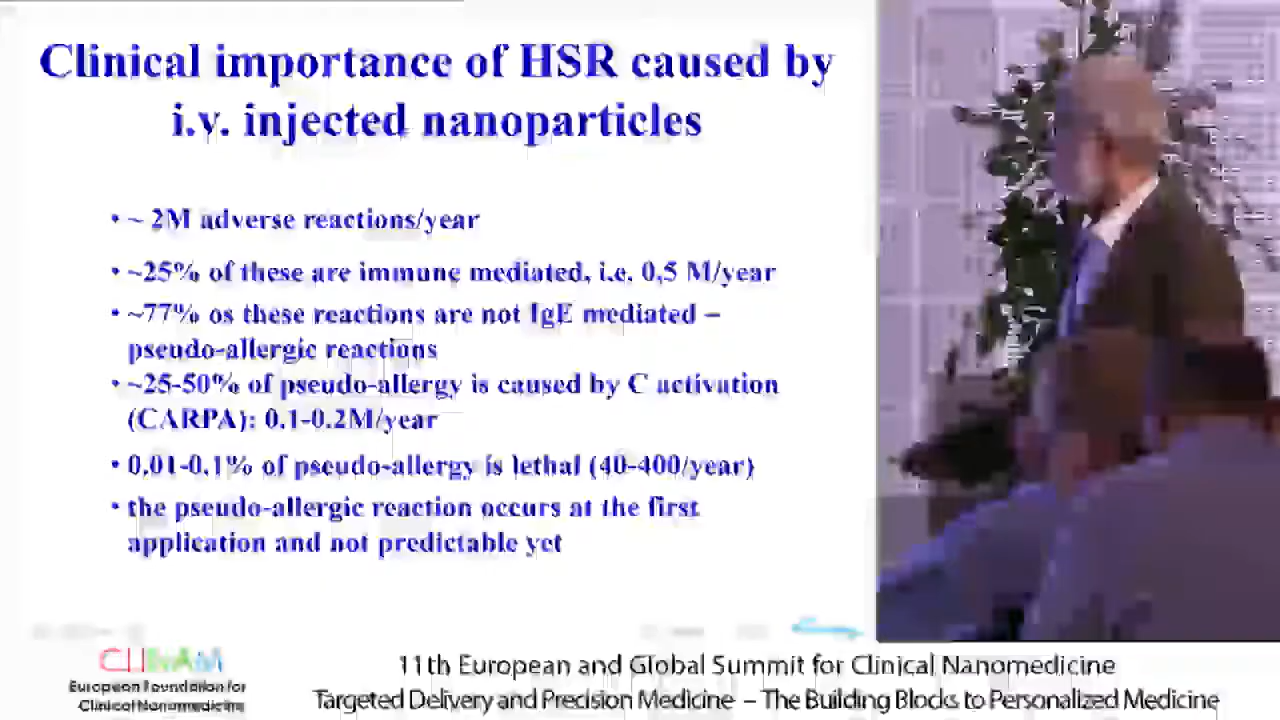 Clinical importance of HSR caused by
i.v. injected nanoparticles
• ~ 2M adverse reactions/year
• ~25% of these are immune mediated, i.e. 0,5 M/year
• ~77% os these reactions are not IgE mediated –
pseudo-allergic reactions
• ~25-50% of pseudo-allergy is caused by C activation
(CARPA): 0.1-0.2M/year
• 0.01-0.1% of pseudo-allergy is lethal (40-400/year)
• the pseudo-allergic reaction occurs at the first
application and not predictable yet
CLINAM
European Foundation for
Clinical Nanomedicine
11th European and Global Summit for Clinical Nanomedicine
Targeted Delivery and Precision Medicine – The Building Blocks to Personalized Medicine